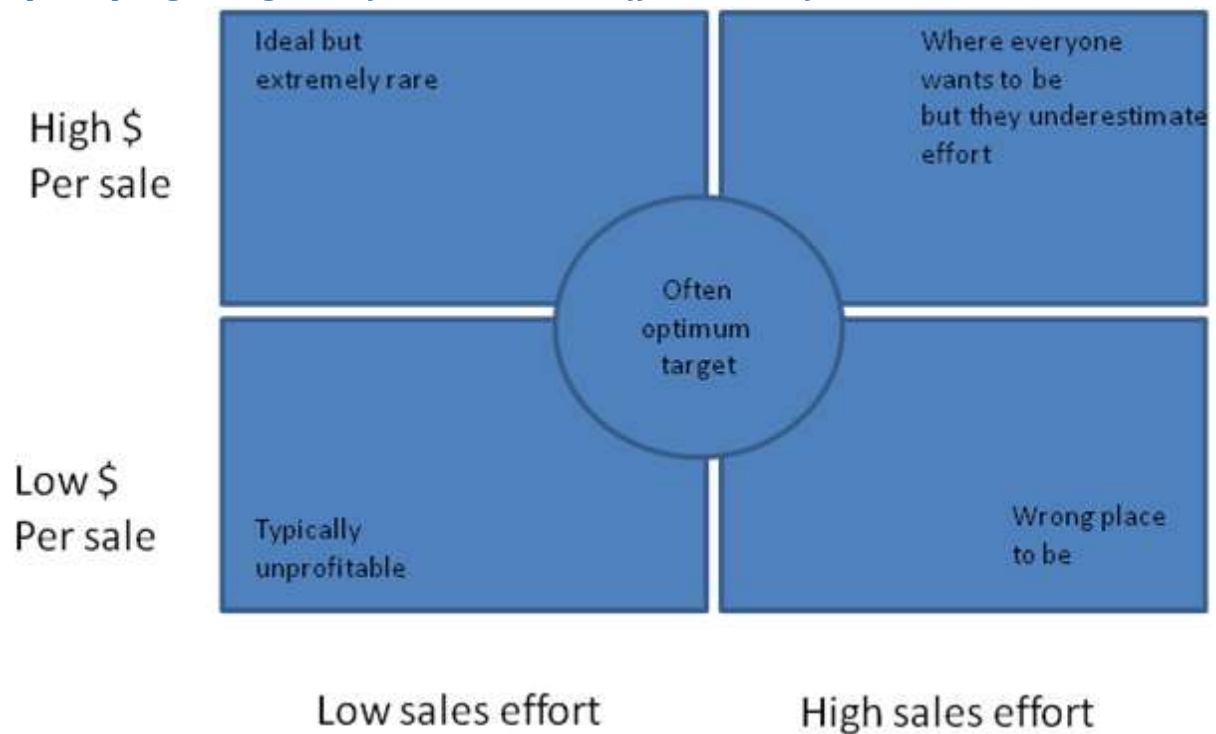 Ideal but
extremely rare
Where everyone
wants to be
but they underestimate
effort
High $
Per sale
Often
optimum
target
Low $
Per sale
Typically
unprofitable
Wrong place
to be
Low sales effort
High sales effort